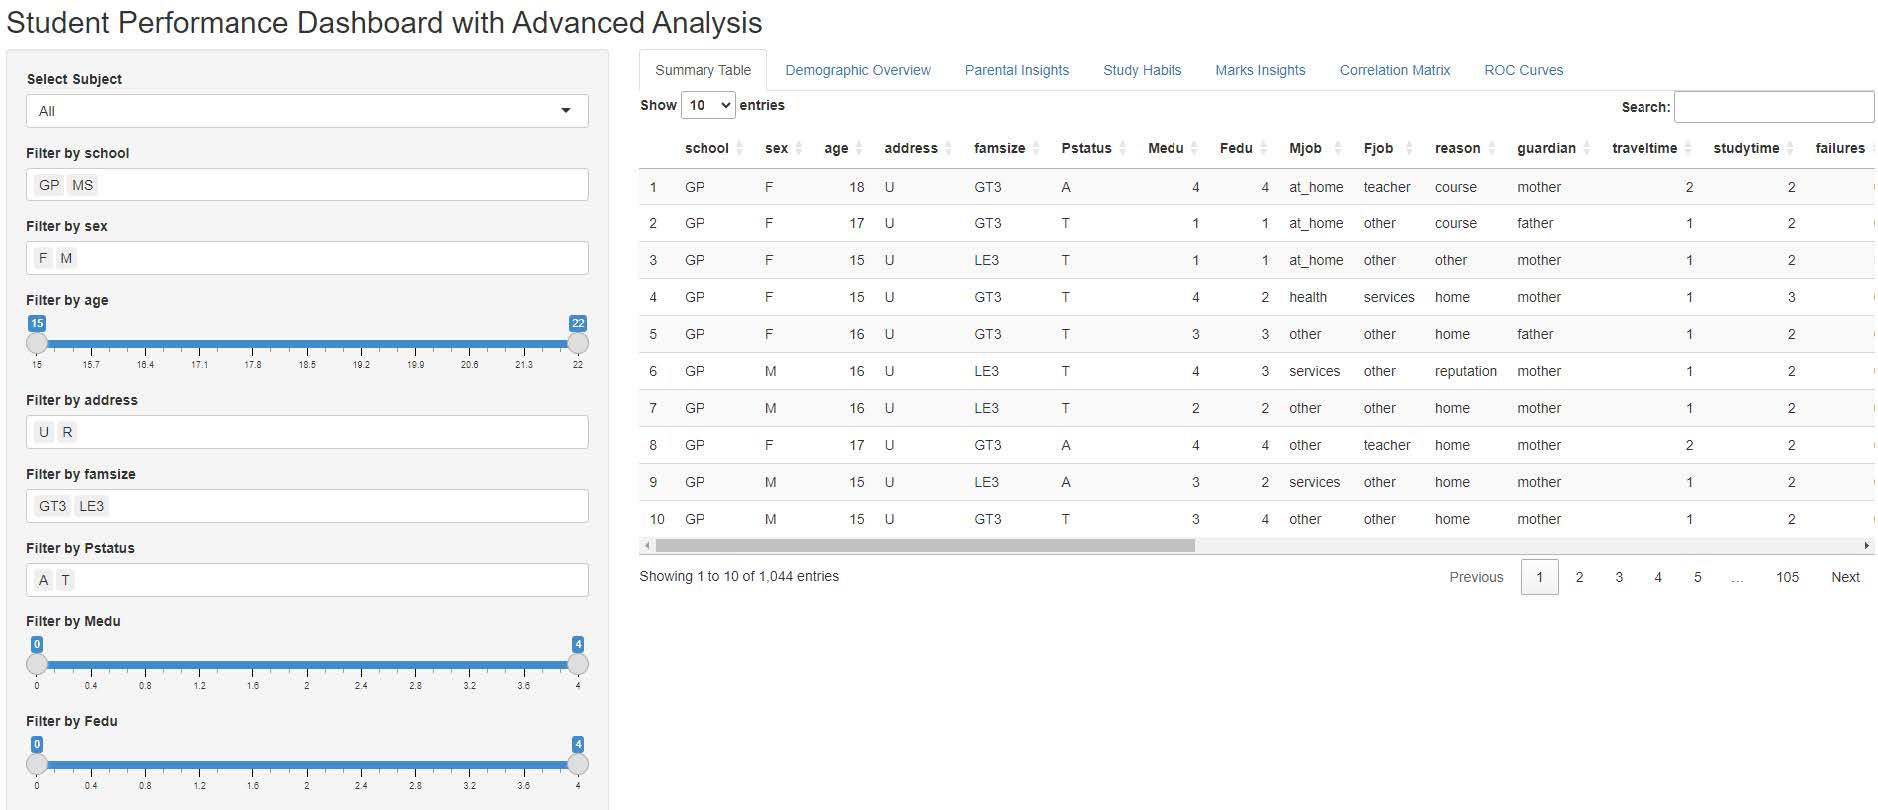 Student Performance Dashboard with Advanced Analysis
Select Subject
All
Filter by school
GP MS
Filter by sex
F M
Filter by age
15 22
15 15.7 16.4 17.1 17.8 18.5 19.2 19.9 20.6 21.3 22
Filter by address
U R
Filter by famsize
GT3 LE3
Filter by Pstatus
A T
Filter by Medu
0 4
0 0.4 0.8 1.2 1.6 2 2.4 2.8 3.2 3.6 4
Filter by Fedu
0 4
0 0.4 0.8 1.2 1.6 2 2.4 2.8 3.2 3.6 4
Summary Table Demographic Overview Parental Insights Study Habits Marks Insights Correlation Matrix ROC Curves
Show 10 entries Search:
school sex age address famsize Pstatus Medu Fedu Mjob Fjob reason guardian traveltime studytime failures
1 GP F 18 U GT3 A 4 4 at_home teacher course mother 2 2
2 GP F 17 U GT3 T 1 1 at_home other course father 1 2
3 GP F 15 U LE3 T 1 1 at_home other other mother 1 2
4 GP F 15 U GT3 T 4 2 health services home mother 1 3
5 GP F 16 U GT3 T 3 3 other other home father 1 2
6 GP M 16 U LE3 T 4 3 services other reputation mother 1 2
7 GP M 16 U LE3 T 2 2 other other home mother 1 2
8 GP F 17 U GT3 A 4 4 other teacher home mother 2 2
9 GP M 15 U LE3 A 3 2 services other home mother 1 2
10 GP M 15 U GT3 T 3 4 other other home mother 1 2
Showing 1 to 10 of 1,044 entries
Previous 1 2 3 4 5 … 105 Next